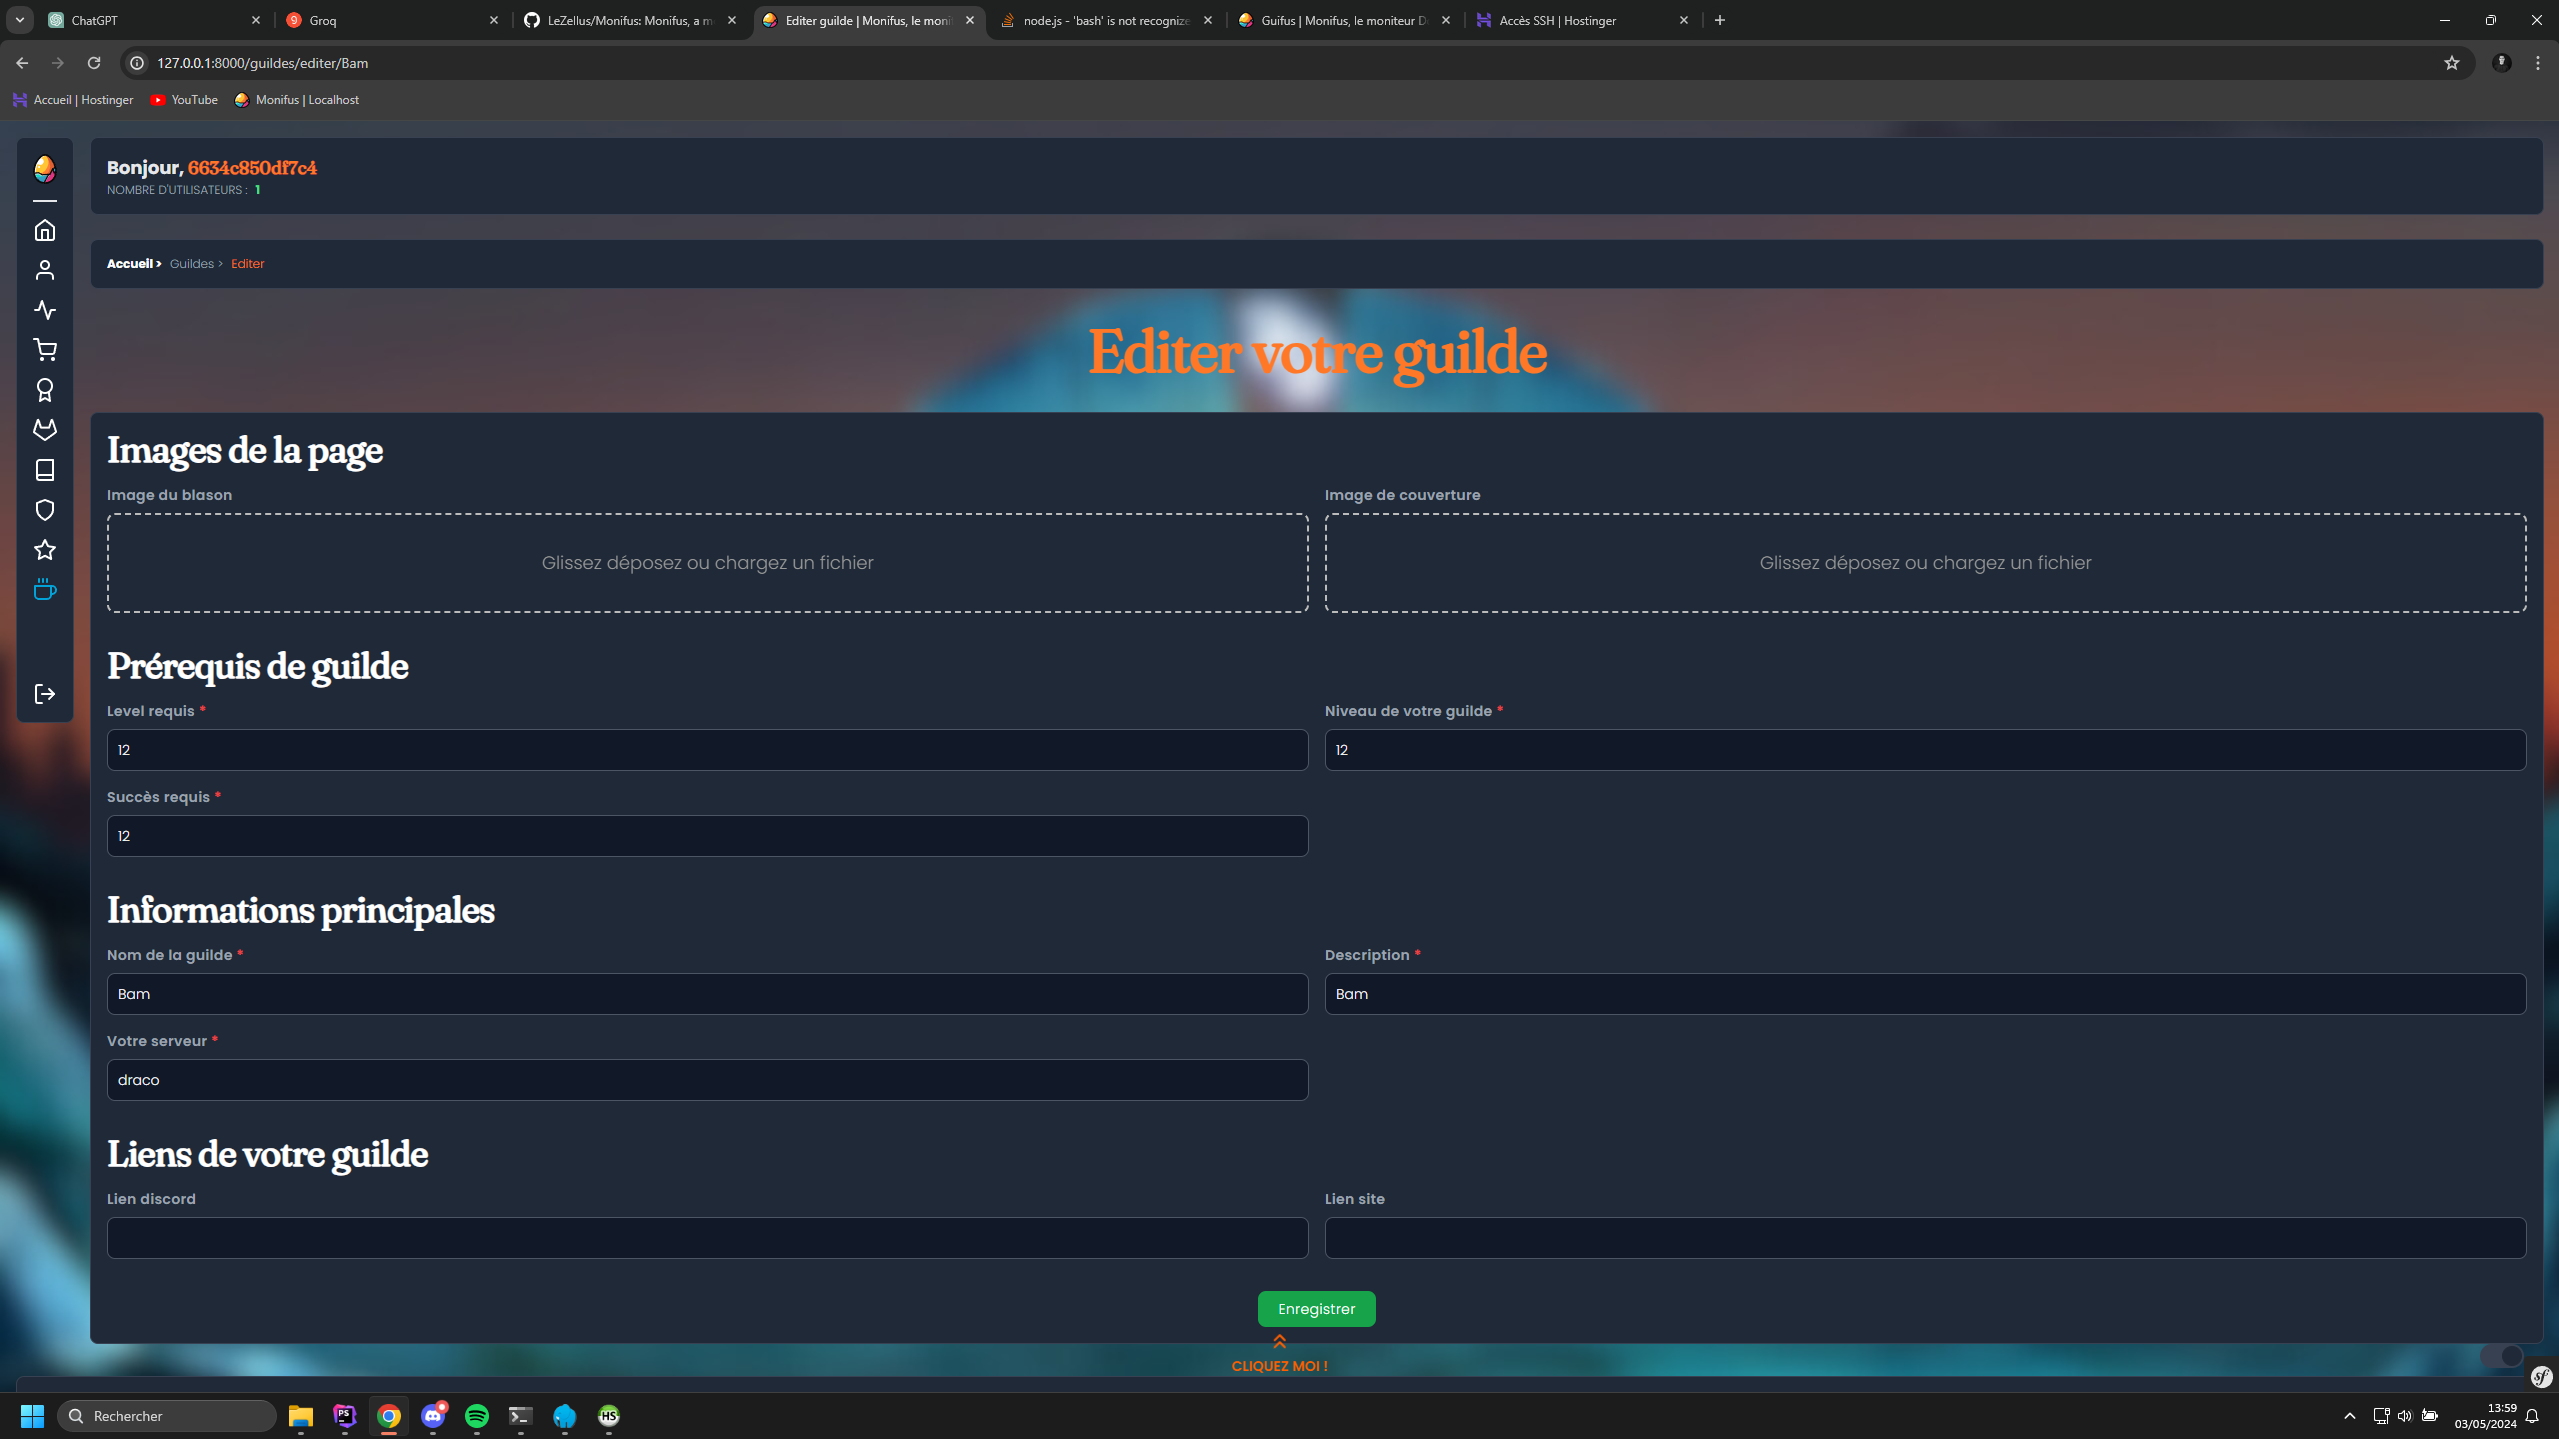 ChatGPT
Groq
LeZellus/Monifus: Monifus, a m
Editer guilde | Monifus, le moni
node.js - 'bash' is not recognize
Guifus | Monifus, le moniteur D
Accès SSH | Hostinger
127.0.0.1:8000/guildes/editer/Bam
Accueil | Hostinger
YouTube
Monifus | Localhost
Bonjour, 6634c850df7c4
NOMBRE D'UTILISATEURS : 1
Accueil > Guildes > Editer
Editer votre guilde
Images de la page
Image du blason
Image de couverture
Glissez déposez ou chargez un fichier
Glissez déposez ou chargez un fichier
Prérequis de guilde
Level requis *
Niveau de votre guilde *
12
12
Succès requis *
12
Informations principales
Nom de la guilde *
Description *
Bam
Bam
Votre serveur *
draco
Liens de votre guilde
Lien discord
Lien site
Enregistrer
CLIQUEZ MOI !
sf
Rechercher
PS
HS
13:59
03/05/2024